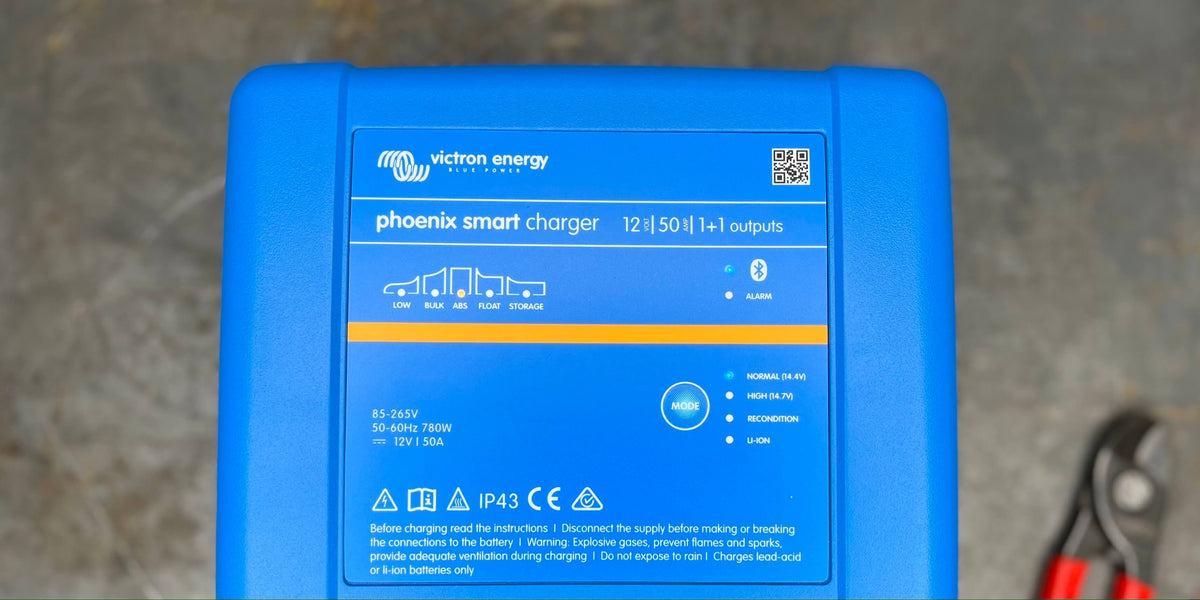 victron energy
BLUE POWER
phoenix smart charger 12 VOLT | 50 AMP | 1+1 outputs
LOW BULK ABS FLOAT STORAGE
ALARM
NORMAL (14.4V)
HIGH (14.7V)
MODE
RECONDITION
LI-ION
85-265V
50-60Hz 780W
12V | 50A
IP43 CE
Before charging read the instructions | Disconnect the supply before making or breaking
the connections to the battery | Warning: Explosive gases, prevent flames and sparks,
provide adequate ventilation during charging | Do not expose to rain | Charges lead-acid
or li-ion batteries only